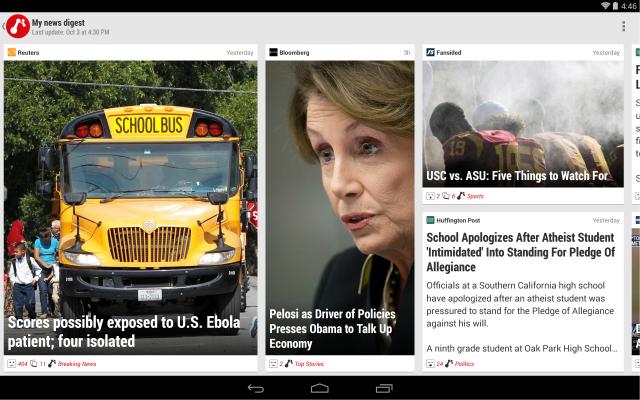 4:46
My news digest
Last update: Oct 3 at 4:30 PM
Reuters
Yesterday
SCHOOL BUS
Scores possibly exposed to U.S. Ebola
patient; four isolated
404
11
Breaking News
Bloomberg
3h
Pelosi as Driver of Policies
Presses Obama to Talk Up
Economy
2
Top Stories
Fansided
Yesterday
19
USC vs. ASU: Five Things to Watch For
2
6
Sports
Huffington Post
Yesterday
School Apologizes After Atheist Student
'Intimidated' Into Standing For Pledge Of
Allegiance
Officials at a Southern California high school
have apologized after an atheist student was
pressured to stand for the Pledge of Allegiance
against his will.
A ninth grade student at Oak Park High School...
24
Politics